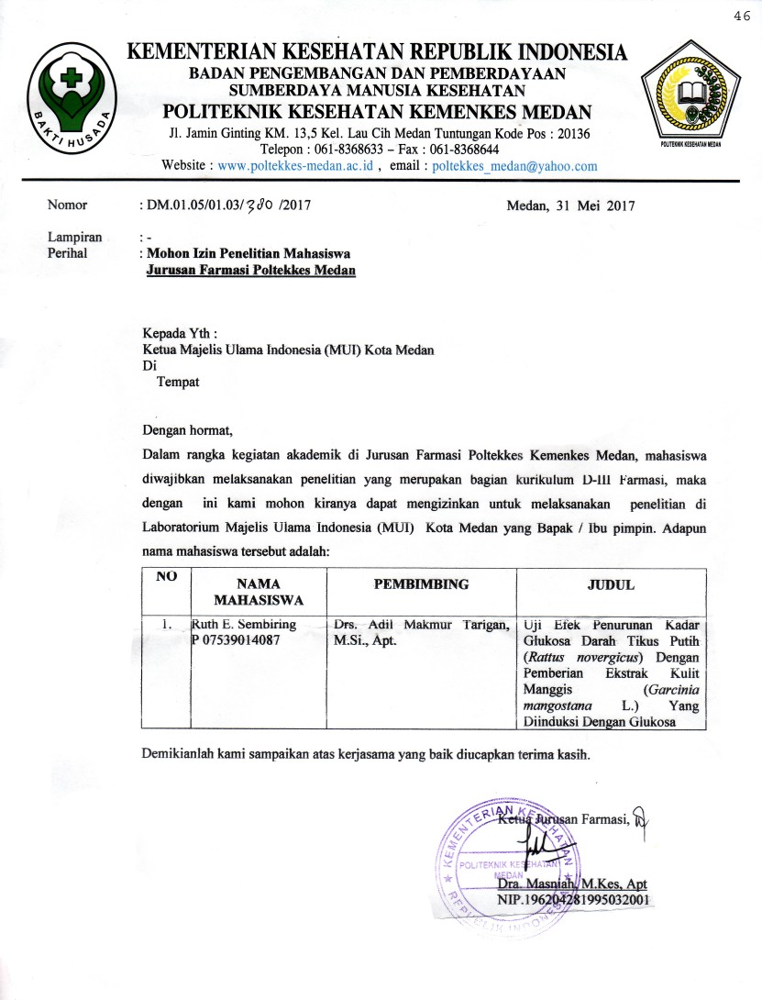 46
KEMENTERIAN KESEHATAN REPUBLIK INDONESIA
BADAN PENGEMBANGAN DAN PEMBERDAYAAN
SUMBERDAYA MANUSIA KESEHATAN
POLITEKNIK KESEHATAN KEMENKES MEDAN
Jl. Jamin Ginting KM. 13,5 Kel. Lau Cih Medan Tuntungan Kode Pos : 20136
Telepon : 061-8368633 – Fax : 061-8368644
Website : www.poltekkes-medan.ac.id , email : poltekkes_medan@yahoo.com
BAKTI HUSADA
POLITEKNIK KESEHATAN MEDAN
Nomor : DM.01.05/01.03/380 /2017 Medan, 31 Mei 2017
Lampiran : -
Perihal : Mohon Izin Penelitian Mahasiswa
Jurusan Farmasi Poltekkes Medan
Kepada Yth :
Ketua Majelis Ulama Indonesia (MUI) Kota Medan
Di
Tempat
Dengan hormat,
Dalam rangka kegiatan akademik di Jurusan Farmasi Poltekkes Kemenkes Medan, mahasiswa
diwajibkan melaksanakan penelitian yang merupakan bagian kurikulum D-III Farmasi, maka
dengan ini kami mohon kiranya dapat mengizinkan untuk melaksanakan penelitian di
Laboratorium Majelis Ulama Indonesia (MUI) Kota Medan yang Bapak / Ibu pimpin. Adapun
nama mahasiswa tersebut adalah:
NO
NAMA
MAHASISWA
PEMBIMBING
JUDUL
1.
Ruth E. Sembiring
P 07539014087
Drs. Adil Makmur Tarigan,
M.Si., Apt.
Uji Efek Penurunan Kadar
Glukosa Darah Tikus Putih
(Rattus novergicus) Dengan
Pemberian Ekstrak Kulit
Manggis (Garcinia
mangostana L.) Yang
Diinduksi Dengan Glukosa
Demikianlah kami sampaikan atas kerjasama yang baik diucapkan terima kasih.
Ketua Jurusan Farmasi,
KEMENTERIAN KESEHATAN
POLITEKNIK KESEHATAN
MEDAN
REPUBLIK INDONESIA
Dra. Masniah, M.Kes, Apt
NIP.196204281995032001